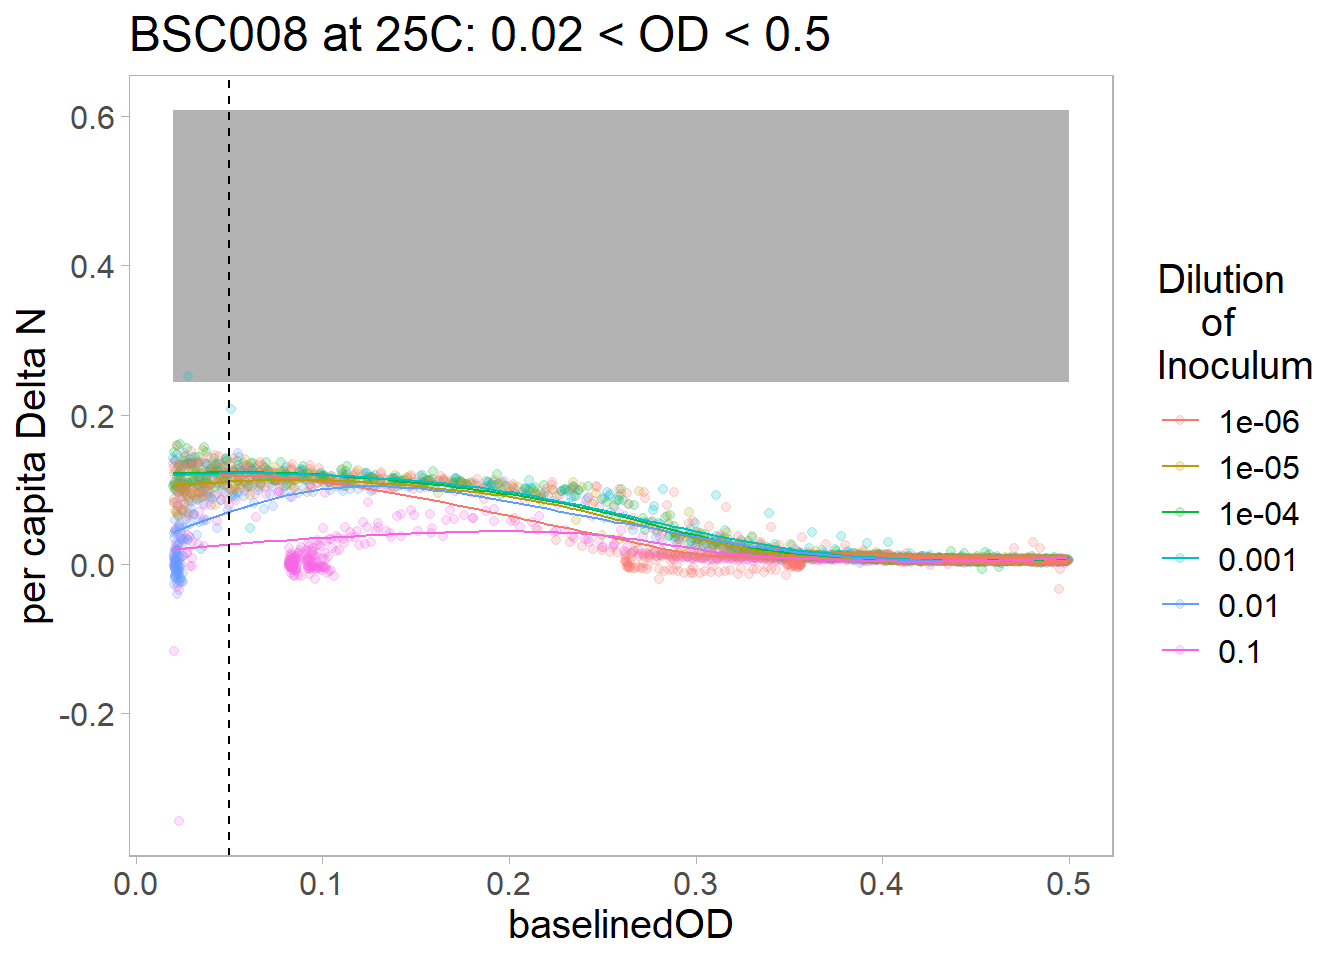 BSC008 at 25C: 0.02 < OD < 0.5
per capita Delta N
0.6
0.4
0.2
0.0
-0.2
0.0 0.1 0.2 0.3 0.4 0.5
baselinedOD
Dilution
of
Inoculum
1e-06
1e-05
1e-04
0.001
0.01
0.1